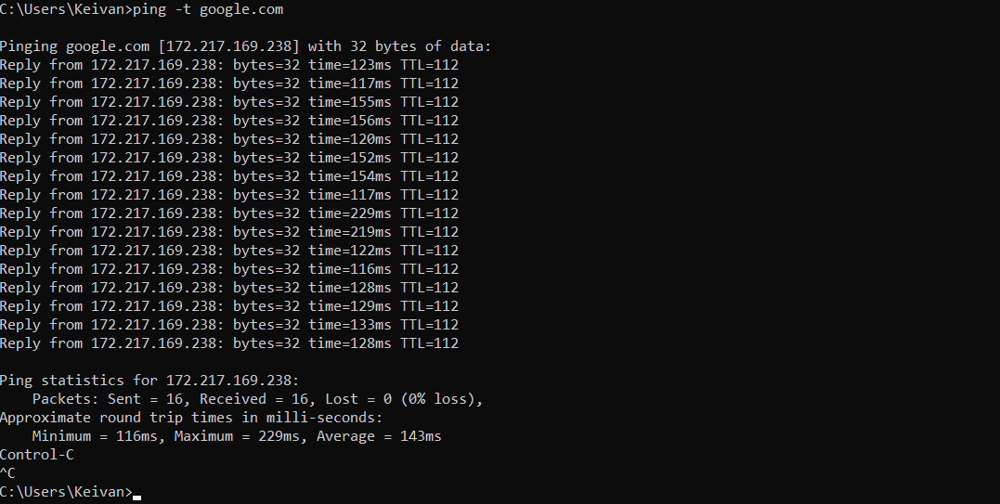 C:\Users\Keivan>ping -t google.com
Pinging google.com [172.217.169.238] with 32 bytes of data:
Reply from 172.217.169.238: bytes=32 time=123ms TTL=112
Reply from 172.217.169.238: bytes=32 time=117ms TTL=112
Reply from 172.217.169.238: bytes=32 time=155ms TTL=112
Reply from 172.217.169.238: bytes=32 time=156ms TTL=112
Reply from 172.217.169.238: bytes=32 time=120ms TTL=112
Reply from 172.217.169.238: bytes=32 time=152ms TTL=112
Reply from 172.217.169.238: bytes=32 time=154ms TTL=112
Reply from 172.217.169.238: bytes=32 time=117ms TTL=112
Reply from 172.217.169.238: bytes=32 time=229ms TTL=112
Reply from 172.217.169.238: bytes=32 time=219ms TTL=112
Reply from 172.217.169.238: bytes=32 time=122ms TTL=112
Reply from 172.217.169.238: bytes=32 time=116ms TTL=112
Reply from 172.217.169.238: bytes=32 time=128ms TTL=112
Reply from 172.217.169.238: bytes=32 time=129ms TTL=112
Reply from 172.217.169.238: bytes=32 time=133ms TTL=112
Reply from 172.217.169.238: bytes=32 time=128ms TTL=112
Ping statistics for 172.217.169.238:
    Packets: Sent = 16, Received = 16, Lost = 0 (0% loss),
Approximate round trip times in milli-seconds:
    Minimum = 116ms, Maximum = 229ms, Average = 143ms
Control-C
^C
C:\Users\Keivan>